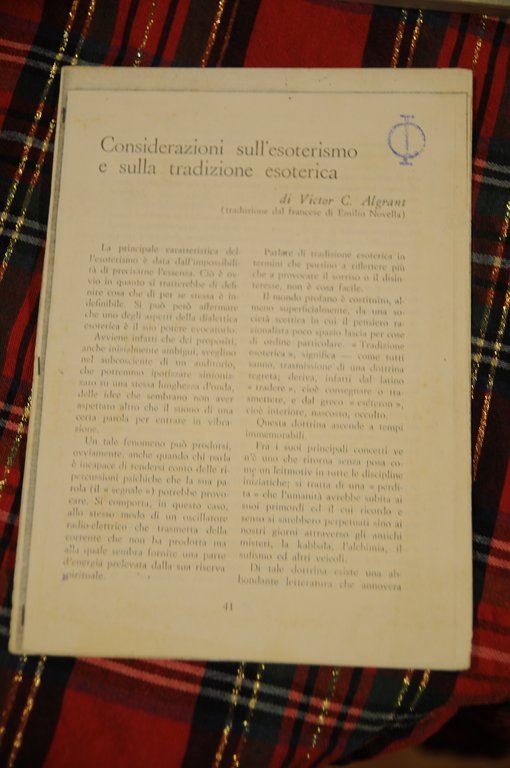 Considerazioni sull'esoterismo
e sulla tradizione esoterica
di Victor C. Algrant
(traduzione dal francese di Emilio Novella)
La principale caratteristica del-
l'esoterismo è data dall'impossibili-
tà di precisarne l'essenza. Ciò è ov-
vio in quanto si tratterebbe di defi-
nire cosa che di per se stessa è in-
definibile. Si può però affermare
che uno degli aspetti della dialettica
esoterica è il suo potere evocatorio.
Avviene infatti che dei propositi,
anche inizialmente ambigui, sveglino
nel subcosciente di un auditorio,
che potremmo ipotizzare sintoniz-
zato su una stessa lunghezza d'onda,
delle idee che sembrano non aver
aspettato altro che il suono di una
certa parola per entrare in vibra-
zione.
Un tale fenomeno può prodursi,
ovviamente, anche quando chi parla
è incapace di rendersi conto delle ri-
percussioni psichiche che la sua pa-
rola (il « segnale ») potrebbe provo-
care. Si comporta, in questo caso,
allo stesso modo di un oscillatore
radio-elettrico che trasmetta della
corrente che non ha prodotta ma
alla quale sembra fornire una parte
d'energia prelevata dalla sua riserva
spirituale.
Parlare di tradizione esoterica in
termini che portino a riflettere più
che a provocare il sorriso o il disin-
teresse, non è cosa facile.
Il mondo profano è costituito, al-
meno superficialmente, da una so-
cietà scettica in cui il pensiero ra-
zionalista poco spazio lascia per cose
di ordine particolare. « Tradizione
esoterica », significa — come tutti
sanno, trasmissione di una dottrina
segreta; deriva, infatti dal latino
« tradere », cioè consegnare o tra-
smettere, e dal greco « esóteron »,
cioè interiore, nascosto, occulto.
Questa dottrina ascende a tempi
immemorabili.
Fra i suoi principali concetti ve
n'è uno che ritorna senza posa co-
me un leitmotiv in tutte le discipline
iniziatiche; si tratta di una « perdi-
ta » che l'umanità avrebbe subita ai
suoi primordi ed il cui ricordo e
senso si sarebbero perpetuati sino ai
nostri giorni attraverso gli antichi
misteri, la kabbala, l'alchimia, il
sufismo ed altri veicoli.
Di tale dottrina esiste una ab-
bondante letteratura che annovera
41